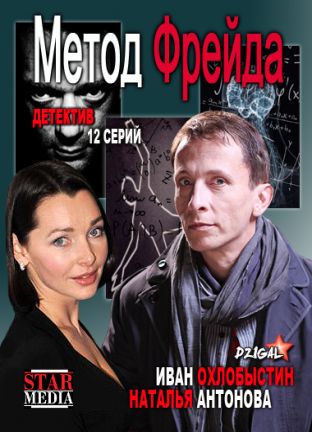 Метод Фрейда
ДЕТЕКТИВ
12 СЕРИЙ
DZIGAL
ИВАН ОХЛОБЫСТИН
НАТАЛЬЯ АНТОНОВА
STAR
MEDIA